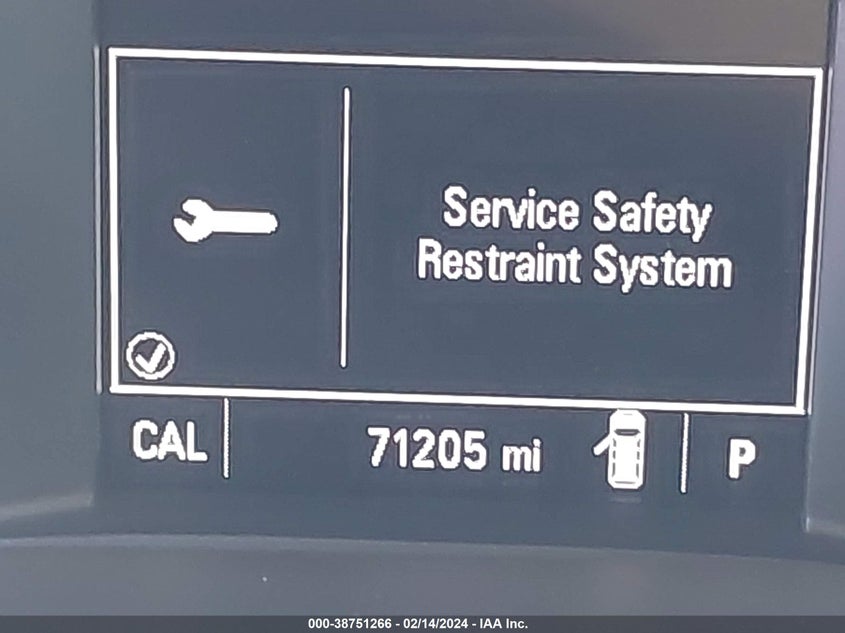 Service Safety
Restraint System
CAL
71205 mi
P
000-38751266 - 02/14/2024 - IAA Inc.